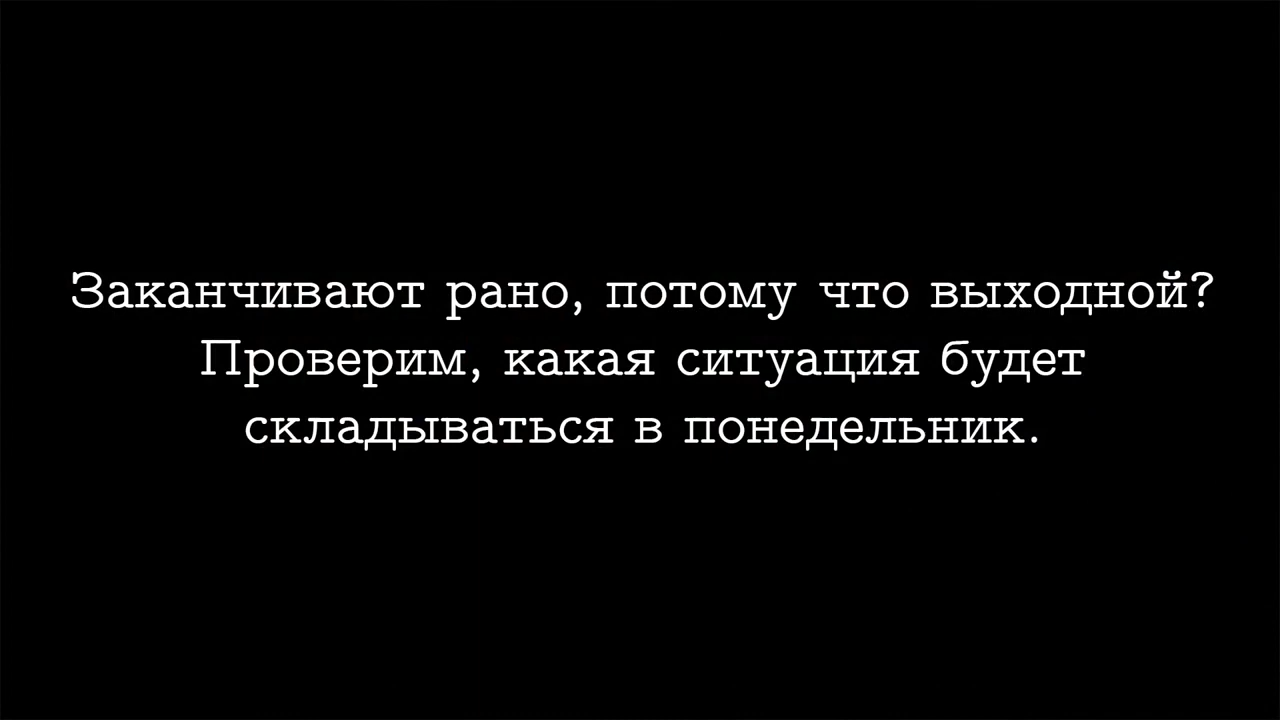 Заканчивают рано, потому что выходной?
Проверим, какая ситуация будет
складываться в понедельник.